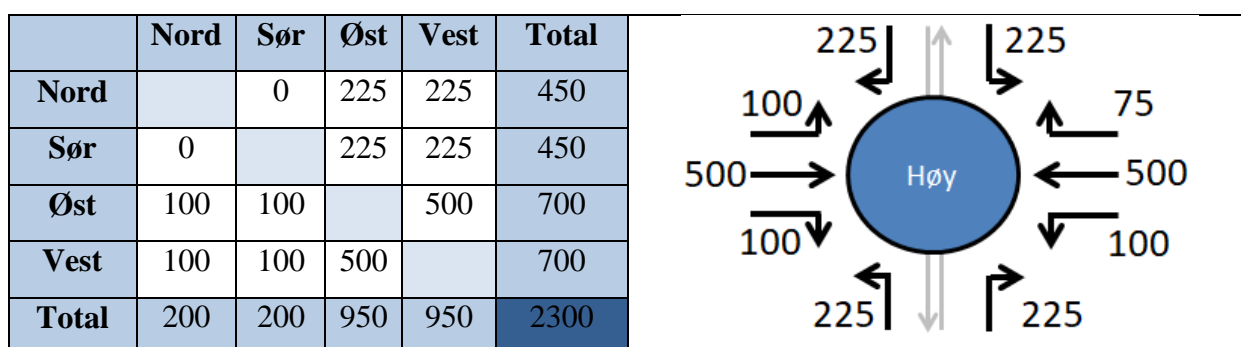 Nord Sør Øst Vest Total
Nord 0 225 225 450
Sør 0 225 225 450
Øst 100 100 500 700
Vest 100 100 500 700
Total 200 200 950 950 2300
225 225
100 75
500 Høy 500
100 100
225 225